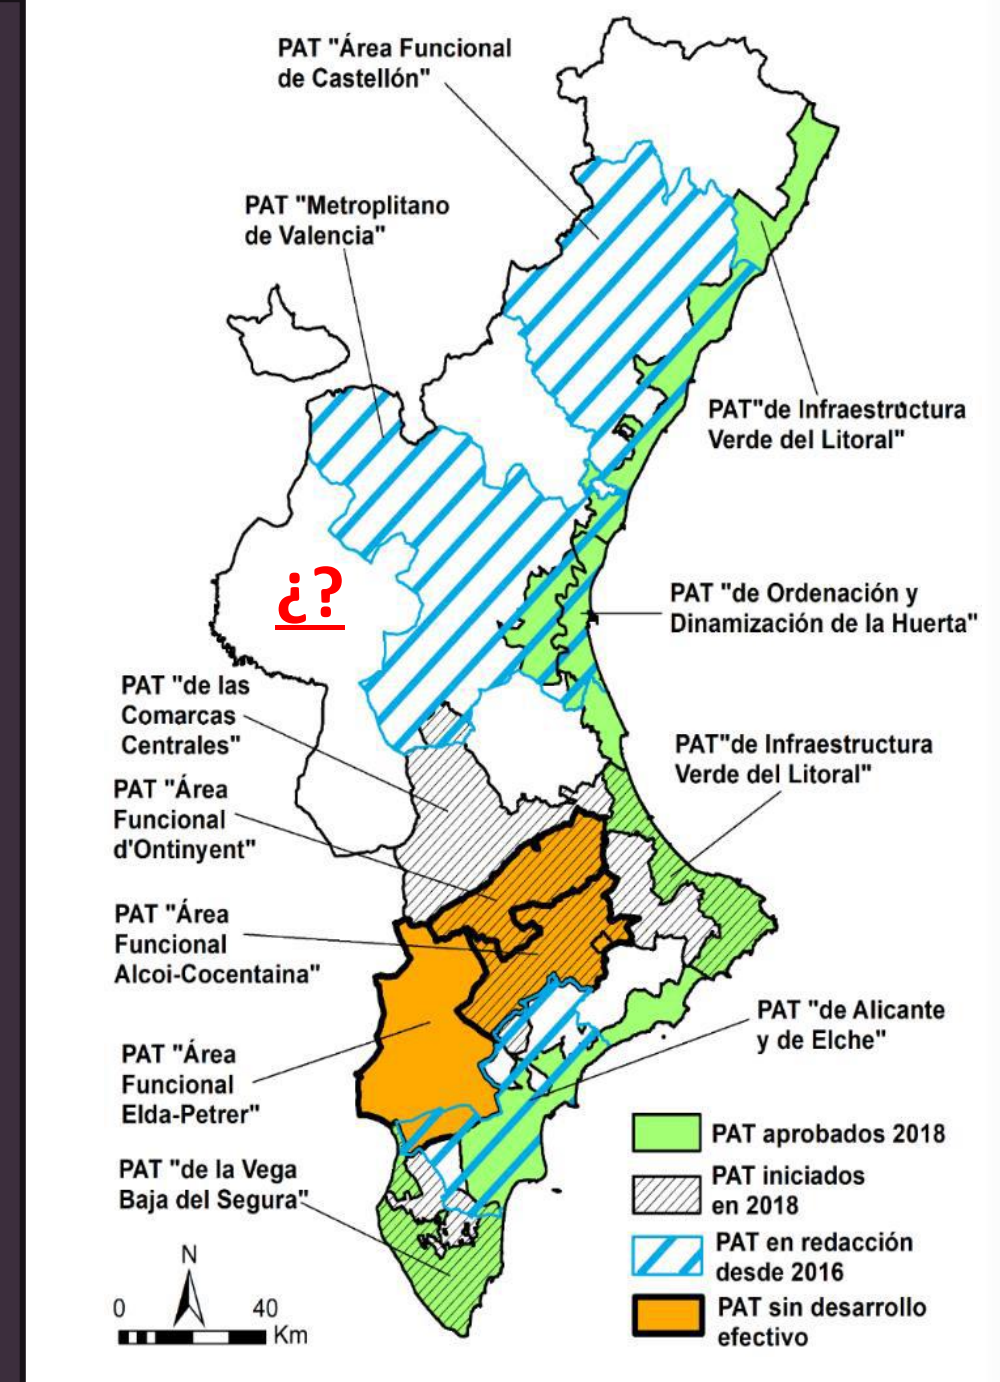 PAT "Área Funcional
de Castellón"
PAT "Metroplitano
de Valencia"
PAT"de Infraestructura
Verde del Litoral"
¿?
PAT "de Ordenación y
Dinamización de la Huerta"
PAT "de las
Comarcas
Centrales"
PAT"de Infraestructura
Verde del Litoral"
PAT "Área
Funcional
d'Ontinyent"
PAT "Área
Funcional
Alcoi-Cocentaina"
PAT "de Alicante
y de Elche"
PAT "Área
Funcional
Elda-Petrer"
PAT "de la Vega
Baja del Segura"
PAT aprobados 2018
PAT iniciados
en 2018
PAT en redacción
desde 2016
PAT sin desarrollo
efectivo
N
0 40
Km